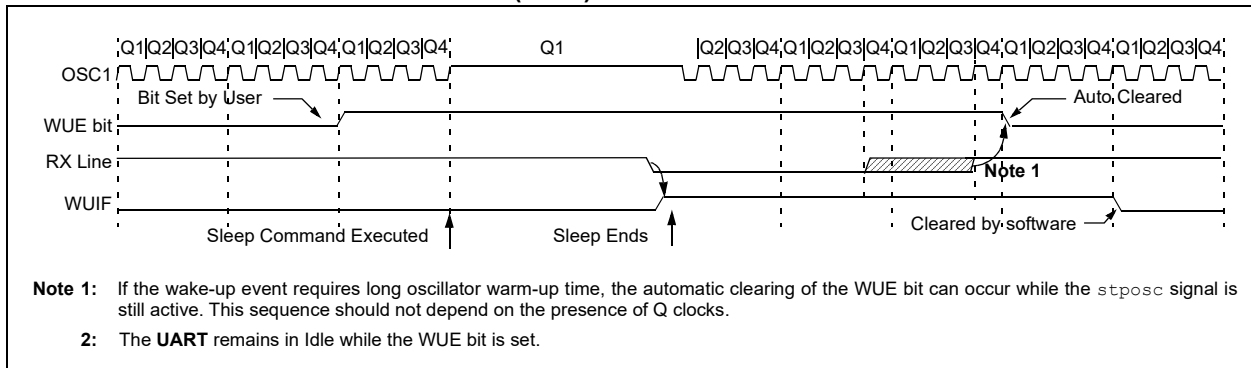 Q1|Q2|Q3|Q4|Q1|Q2|Q3|Q4|Q1|Q2|Q3|Q4 Q1 |Q2|Q3|Q4|Q1|Q2|Q3|Q4|Q1|Q2|Q3|Q4|Q1|Q2|Q3|Q4|Q1|Q2|Q3|Q4
OSC1
Bit Set by User Auto Cleared
WUE bit
RX Line
Note 1
WUIF
Cleared by software
Sleep Command Executed Sleep Ends
Note 1: If the wake-up event requires long oscillator warm-up time, the automatic clearing of the WUE bit can occur while the stposc signal is
still active. This sequence should not depend on the presence of Q clocks.
2: The UART remains in Idle while the WUE bit is set.